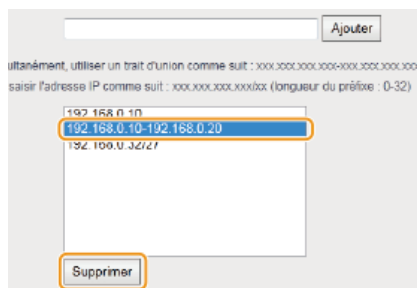 Ajouter
ultanément, utiliser un trait d'union comme suit : xxx.xxx.xxx.xxx-xxx.xxx.xxx.xxx
saisir l'adresse IP comme suit : xxx.xxx.xxx.xxx/xx (longueur du préfixe : 0-32)
192.168.0.10
192.168.0.10-192.168.0.20
192.168.0.32/27
Supprimer